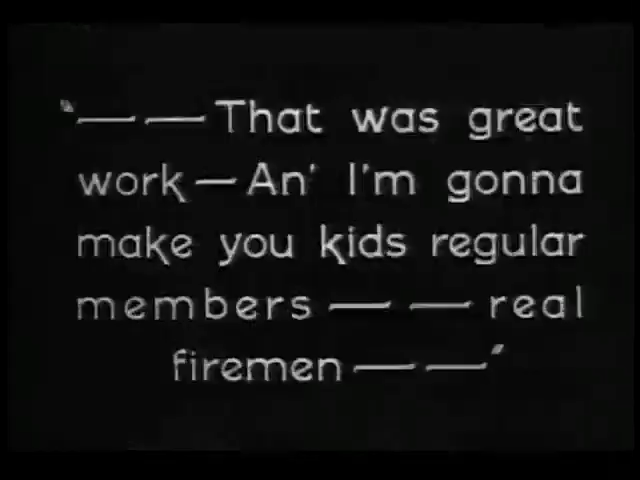 "— — That was great
work — An' I'm gonna
make you kids regular
members — — real
firemen — —"